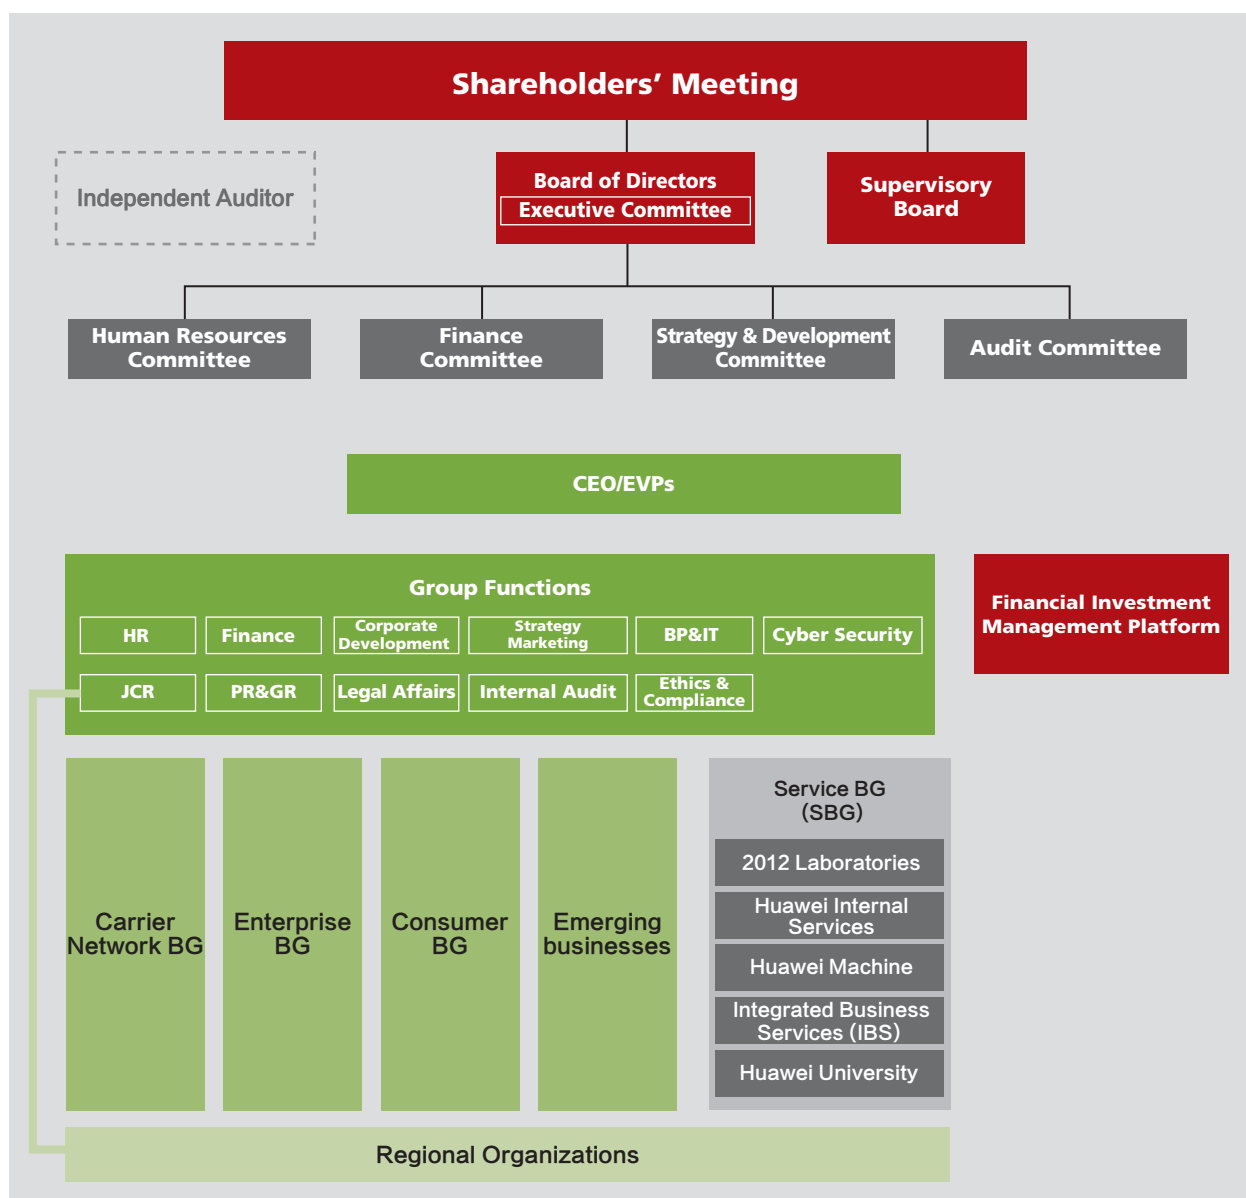 Shareholders’ Meeting
Independent Auditor
Board of Directors
Executive Committee
Supervisory
Board
Human Resources
Committee
Finance
Committee
Strategy & Development
Committee
Audit Committee
CEO/EVPs
Group Functions
HR
Finance
Corporate
Development
Strategy
Marketing
BP&IT
Cyber Security
JCR
PR&GR
Legal Affairs
Internal Audit
Ethics &
Compliance
Financial Investment
Management Platform
Carrier
Network BG
Enterprise
BG
Consumer
BG
Emerging
businesses
Service BG
(SBG)
2012 Laboratories
Huawei Internal
Services
Huawei Machine
Integrated Business
Services (IBS)
Huawei University
Regional Organizations